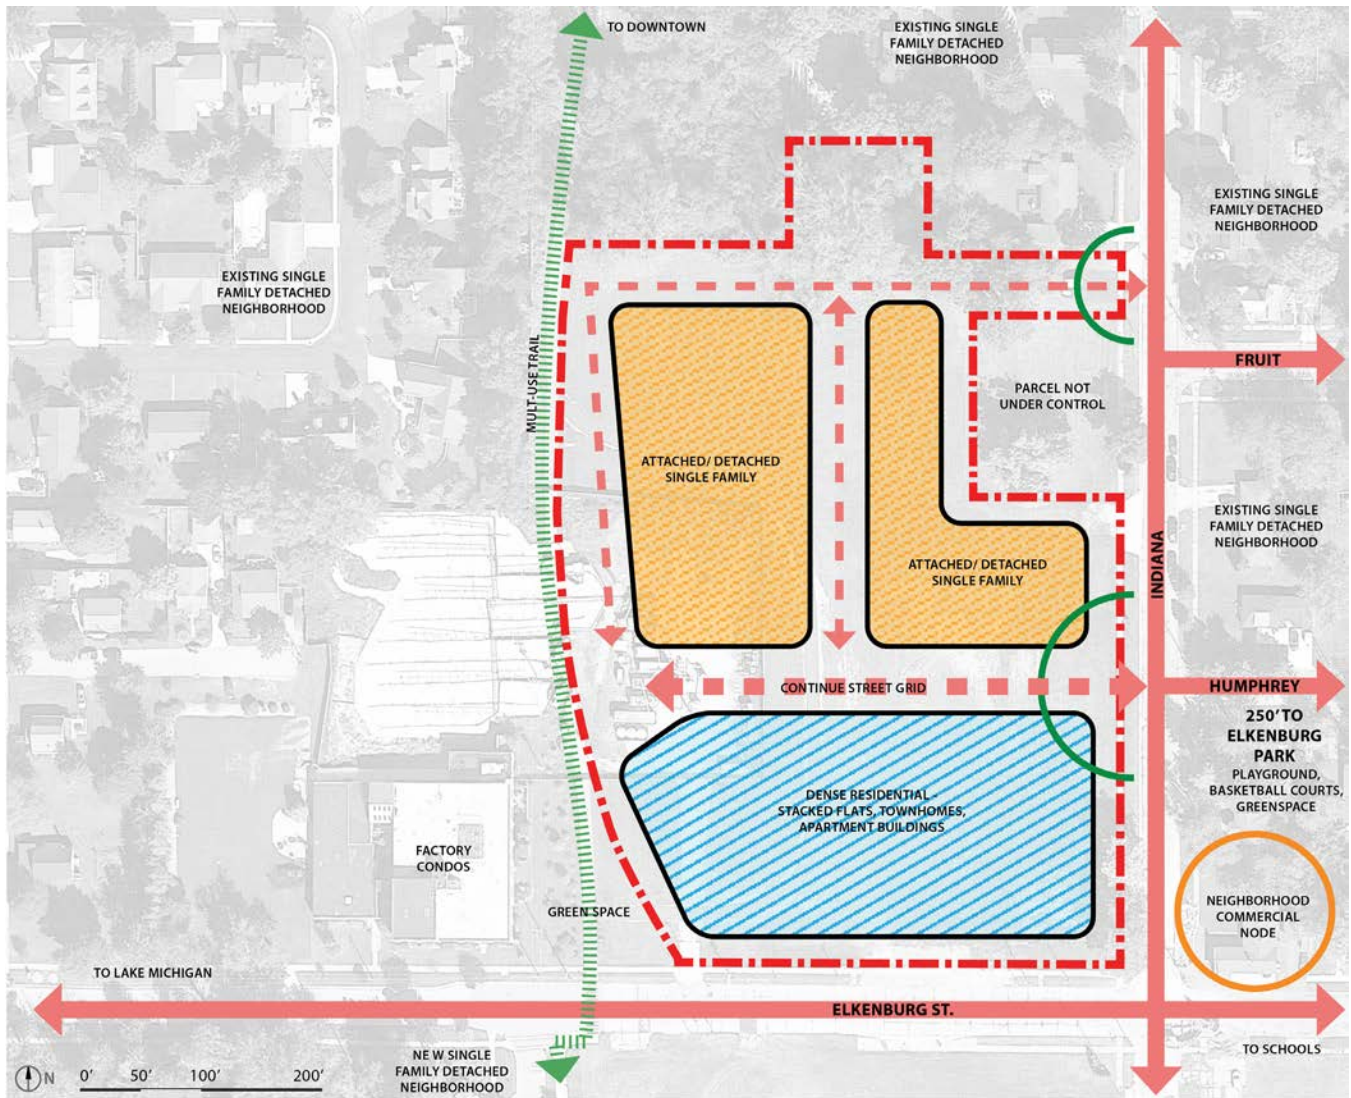 TO DOWNTOWN
EXISTING SINGLE
FAMILY DETACHED
NEIGHBORHOOD
EXISTING SINGLE
FAMILY DETACHED
NEIGHBORHOOD
EXISTING SINGLE
FAMILY DETACHED
NEIGHBORHOOD
MULT-USE TRAIL
FRUIT
PARCEL NOT
UNDER CONTROL
ATTACHED/ DETACHED
SINGLE FAMILY
ATTACHED/ DETACHED
SINGLE FAMILY
EXISTING SINGLE
FAMILY DETACHED
NEIGHBORHOOD
INDIANA
CONTINUE STREET GRID
HUMPHREY
250' TO
ELKENBURG
PARK
PLAYGROUND,
BASKETBALL COURTS,
GREENSPACE
DENSE RESIDENTIAL -
STACKED FLATS, TOWNHOMES,
APARTMENT BUILDINGS
FACTORY
CONDOS
GREEN SPACE
NEIGHBORHOOD
COMMERCIAL
NODE
TO LAKE MICHIGAN
ELKENBURG ST.
TO SCHOOLS
NE W SINGLE
FAMILY DETACHED
NEIGHBORHOOD
N
0' 50' 100' 200'